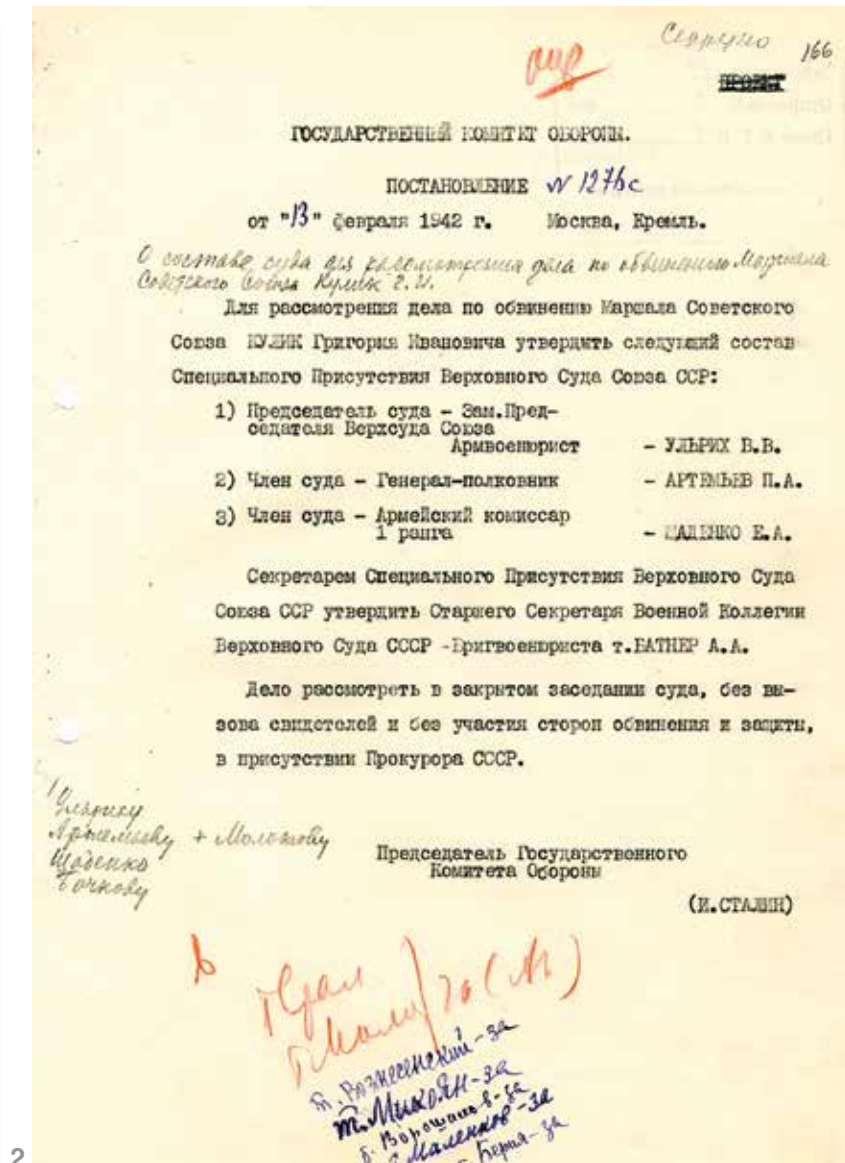 Секретно 166
ПРОЕКТ
ГОСУДАРСТВЕННЫЙ КОМИТЕТ ОБОРОНЫ.
ПОСТАНОВЛЕНИЕ № 1276с
от "13" февраля 1942 г. Москва, Кремль.
О составе суда для рассмотрения дела по обвинению Маршала
Советского Союза Кулик Г.И.
Для рассмотрения дела по обвинению Маршала Советского
Союза КУЛИК Григория Ивановича утвердить следующий состав
Специального Присутствия Верховного Суда Союза ССР:
1) Председатель суда – Зам.Пред-
седателя Верхсуда Союза
Армвоенюрист – УЛЬРИХ В.В.
2) Член суда – Генерал-полковник – АРТЕМЬЕВ П.А.
3) Член суда – Армейский комиссар
1 ранга – ЩАДЕНКО Е.А.
Секретарем Специального Присутствия Верховного Суда
Союза ССР утвердить Старшего Секретаря Военной Коллегии
Верховного Суда СССР -Бригвоенюриста т.БАТНЕР А.А.
Дело рассмотреть в закрытом заседании суда, без вы-
зова свидетелей и без участия сторон обвинения и защиты,
в присутствии Прокурора СССР.
Ульриху
Артемьеву + Молотову
Щаденко
Бочкову
Председатель Государственного
Комитета Обороны
(И.СТАЛИН)
за
т. Вознесенский-за
т. Микоян-за
т. Ворошилов-за
т. Маленков-за
т. Берия-за
2